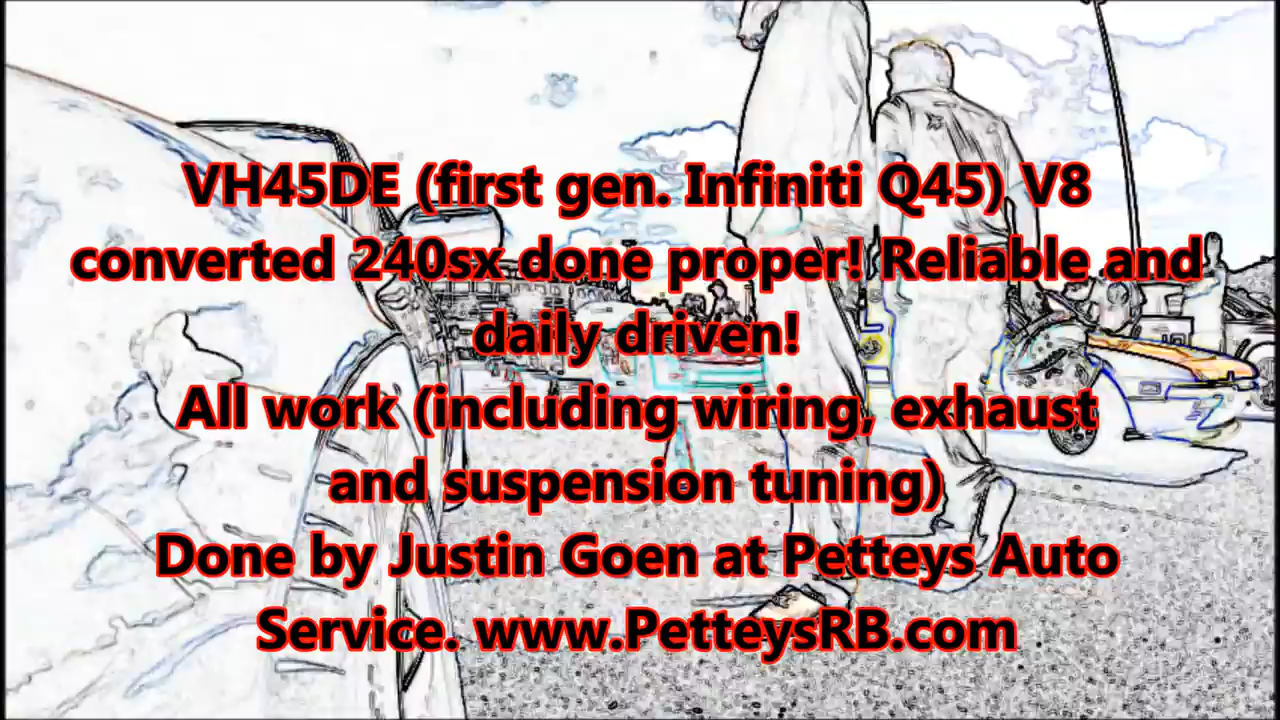 VH45DE (first gen. Infiniti Q45) V8
converted 240sx done proper! Reliable and
daily driven!
All work (including wiring, exhaust
and suspension tuning)
Done by Justin Goen at Petteys Auto
Service. www.PetteysRB.com